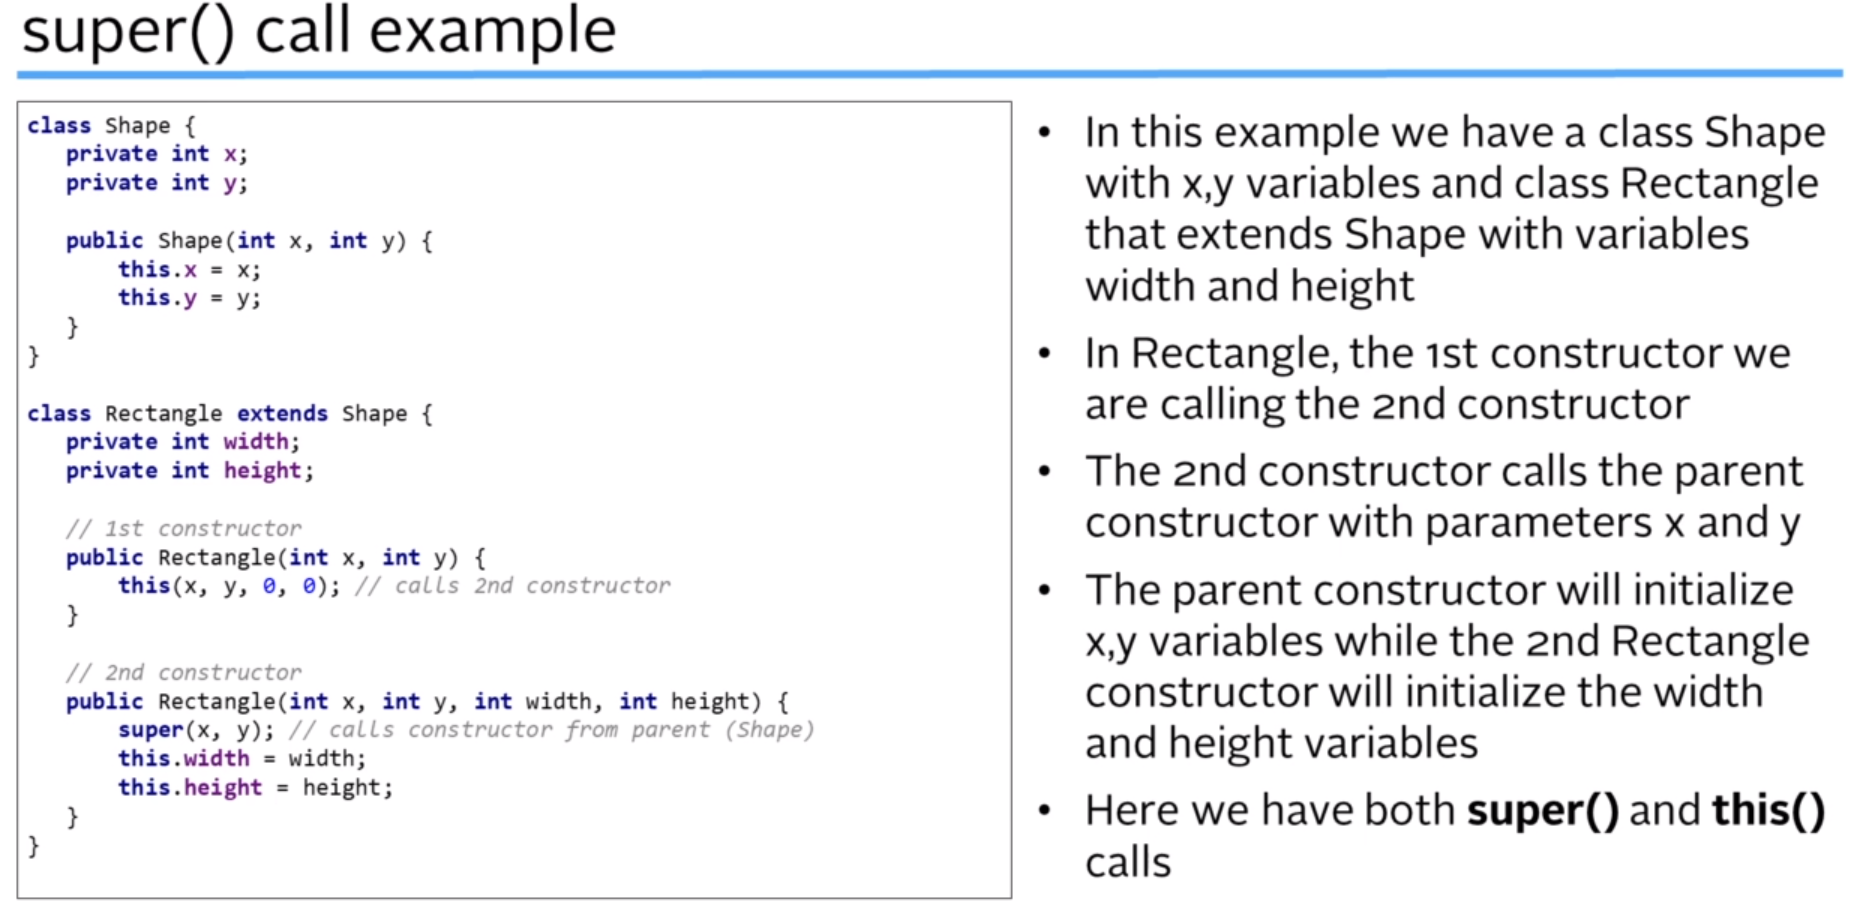 super() call example
class Shape {
private int x;
private int y;
public Shape(int x, int y) {
this.x = x;
this.y = y;
}
}
class Rectangle extends Shape {
private int width;
private int height;
// 1st constructor
public Rectangle(int x, int y) {
this(x, y, 0, 0); // calls 2nd constructor
}
// 2nd constructor
public Rectangle(int x, int y, int width, int height) {
super(x, y); // calls constructor from parent (Shape)
this.width = width;
this.height = height;
}
}
• In this example we have a class Shape
with x,y variables and class Rectangle
that extends Shape with variables
width and height
• In Rectangle, the 1st constructor we
are calling the 2nd constructor
• The 2nd constructor calls the parent
constructor with parameters x and y
• The parent constructor will initialize
x,y variables while the 2nd Rectangle
constructor will initialize the width
and height variables
• Here we have both super() and this()
calls